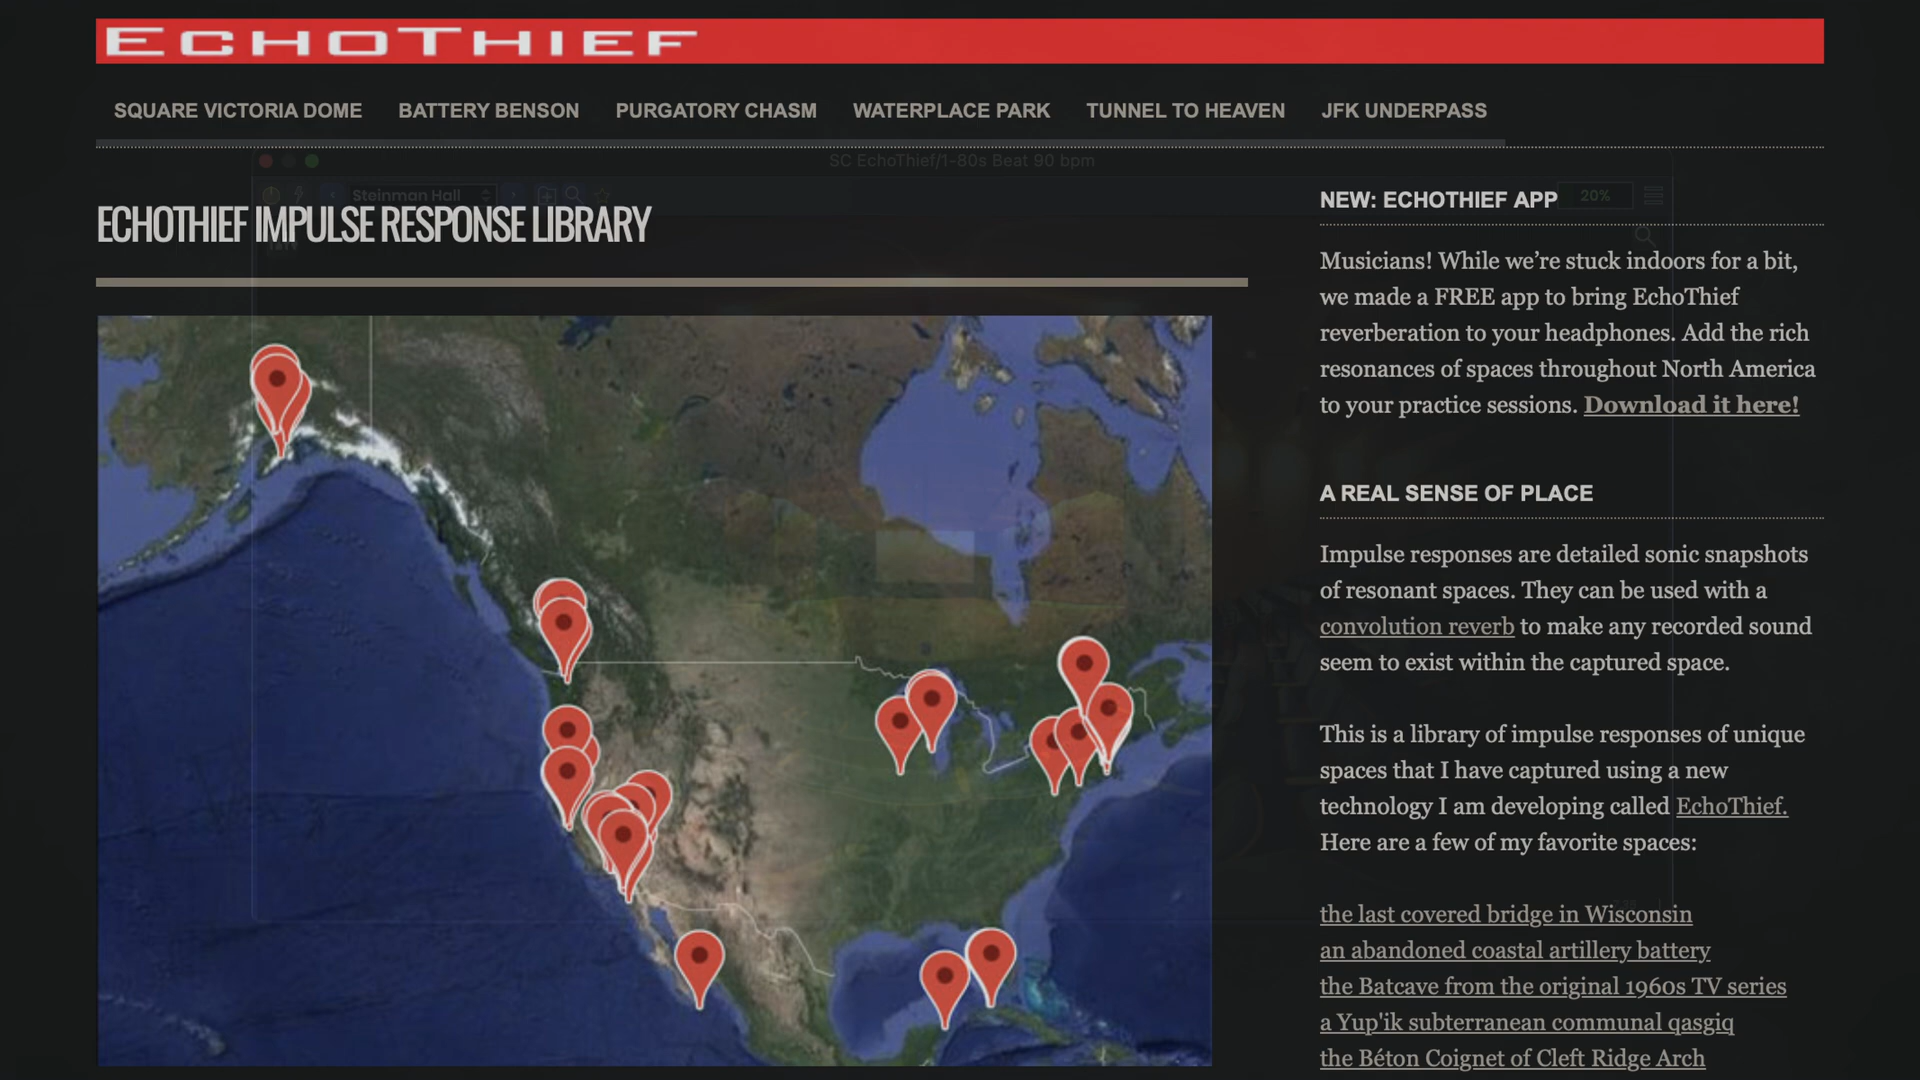 ECHOTHIEF
SQUARE VICTORIA DOME BATTERY BENSON PURGATORY CHASM WATERPLACE PARK TUNNEL TO HEAVEN JFK UNDERPASS
SC EchoThief/1-80s Beat 90 bpm
Steinman Hall
20%
ECHOTHIEF IMPULSE RESPONSE LIBRARY
NEW: ECHOTHIEF APP
Musicians! While we’re stuck indoors for a bit,
we made a FREE app to bring EchoThief
reverberation to your headphones. Add the rich
resonances of spaces throughout North America
to your practice sessions. Download it here!
A REAL SENSE OF PLACE
Impulse responses are detailed sonic snapshots
of resonant spaces. They can be used with a
convolution reverb to make any recorded sound
seem to exist within the captured space.
This is a library of impulse responses of unique
spaces that I have captured using a new
technology I am developing called EchoThief.
Here are a few of my favorite spaces:
the last covered bridge in Wisconsin
an abandoned coastal artillery battery
the Batcave from the original 1960s TV series
a Yup'ik subterranean communal qasgiq
the Béton Coignet of Cleft Ridge Arch